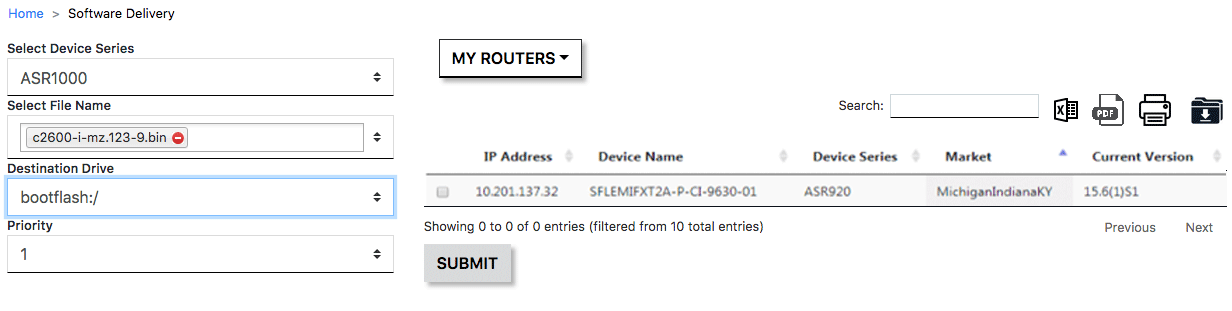 Home > Software Delivery
Select Device Series
ASR1000
Select File Name
c2600-i-mz.123-9.bin
Destination Drive
bootflash:/
Priority
1
MY ROUTERS
Search:
PDF
IP Address Device Name Device Series Market Current Version
10.201.137.32 SFLEMIFXT2A-P-CI-9630-01 ASR920 MichiganIndianaKY 15.6(1)S1
Showing 0 to 0 of 0 entries (filtered from 10 total entries)
Previous Next
SUBMIT